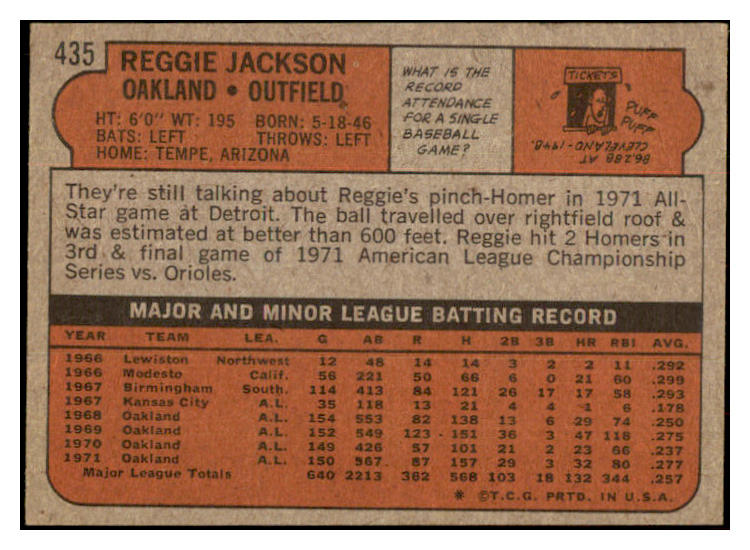 435
REGGIE JACKSON
OAKLAND • OUTFIELD
HT: 6'0" WT: 195 BORN: 5-18-46
BATS: LEFT THROWS: LEFT
HOME: TEMPE, ARIZONA
WHAT IS THE
RECORD
ATTENDANCE
FOR A SINGLE
BASEBALL
GAME?
TICKETS
PUFF
PUFF
86,288 AT
CLEVELAND-1948.
They're still talking about Reggie's pinch-Homer in 1971 All-
Star game at Detroit. The ball travelled over rightfield roof &
was estimated at better than 600 feet. Reggie hit 2 Homers in
3rd & final game of 1971 American League Championship
Series vs. Orioles.
MAJOR AND MINOR LEAGUE BATTING RECORD
YEAR TEAM LEA. G AB R H 2B 3B HR RBI AVG.
1966 Lewiston Northwest 12 48 14 14 3 2 2 11 .292
1966 Modesto Calif. 56 221 50 66 6 0 21 60 .299
1967 Birmingham South. 114 413 84 121 26 17 17 58 .293
1967 Kansas City A.L. 35 118 13 21 4 4 1 6 .178
1968 Oakland A.L. 154 553 82 138 13 6 29 74 .250
1969 Oakland A.L. 152 549 123 151 36 3 47 118 .275
1970 Oakland A.L. 149 426 57 101 21 2 23 66 .237
1971 Oakland A.L. 150 567 87 157 29 3 32 80 .277
Major League Totals 640 2213 362 568 103 18 132 344 .257
* ©T.C.G. PRTD. IN U.S.A.